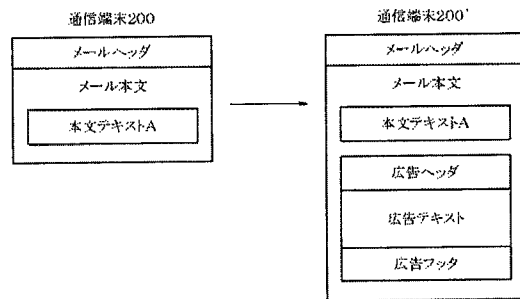 通信端末200
メールヘッダ
メール本文
本文テキストA
通信端末200'
メールヘッダ
メール本文
本文テキストA
広告ヘッダ
広告テキスト
広告フッタ